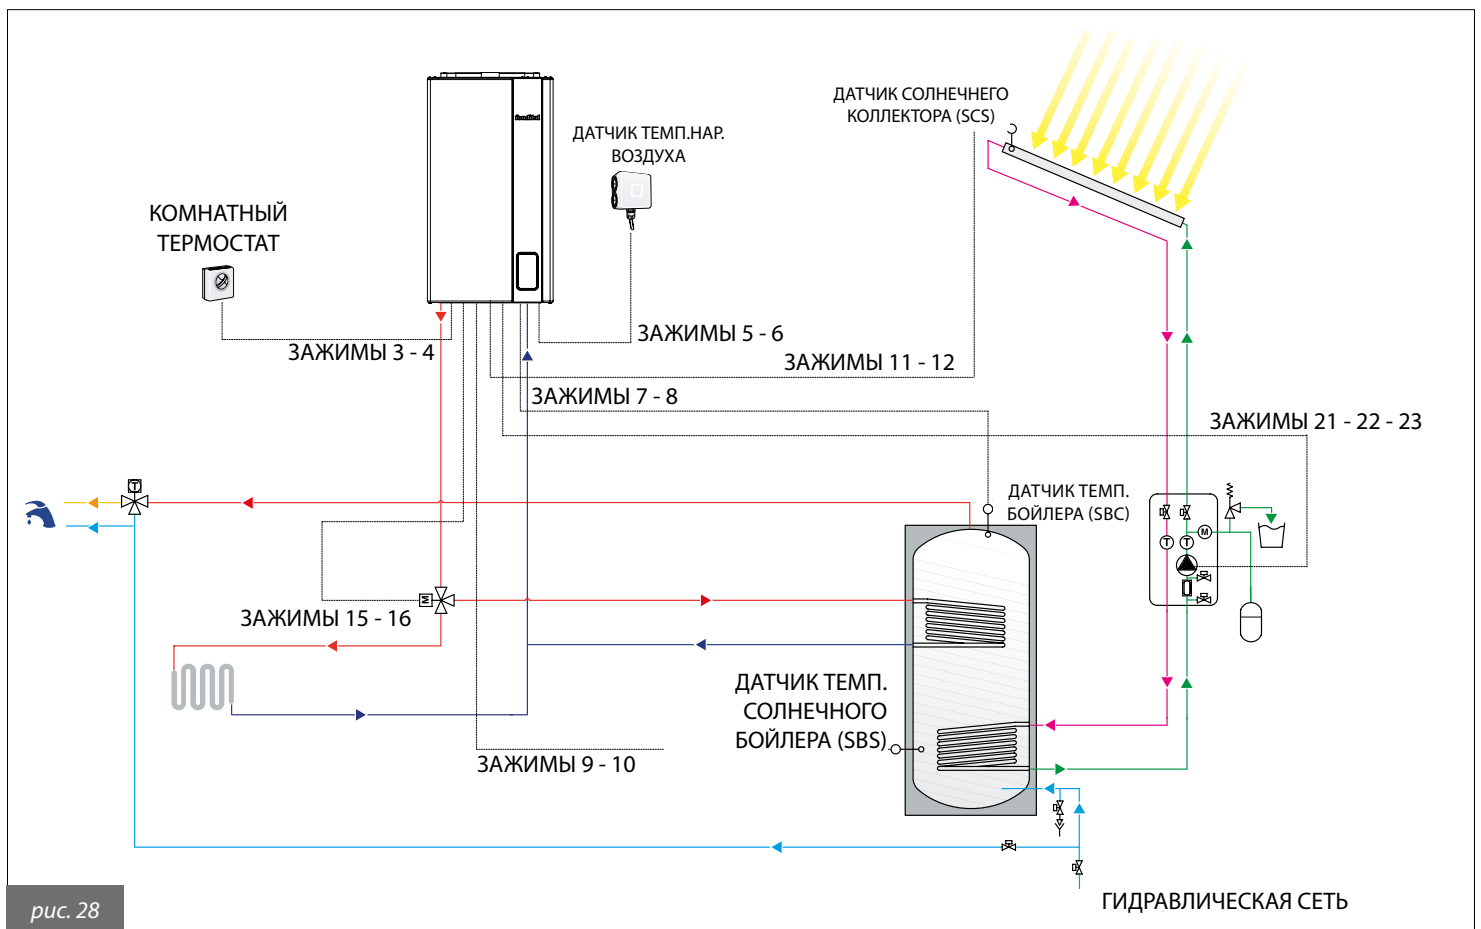 ДАТЧИК СОЛНЕЧНЕГО
КОЛЛЕКТОРА (SCS)
fondital
ДАТЧИК ТЕМП.НАР.
ВОЗДУХА
КОМНАТНЫЙ
ТЕРМОСТАТ
ЗАЖИМЫ 5 - 6
ЗАЖИМЫ 3 - 4
ЗАЖИМЫ 11 - 12
ЗАЖИМЫ 7 - 8
ЗАЖИМЫ 21 - 22 - 23
T
ДАТЧИК ТЕМП.
БОЙЛЕРА (SBC)
M
T
T
M
ЗАЖИМЫ 15 - 16
ДАТЧИК ТЕМП.
СОЛНЕЧНОГО
БОЙЛЕРА (SBS)
ЗАЖИМЫ 9 - 10
ГИДРАВЛИЧЕСКАЯ СЕТЬ
рис. 28